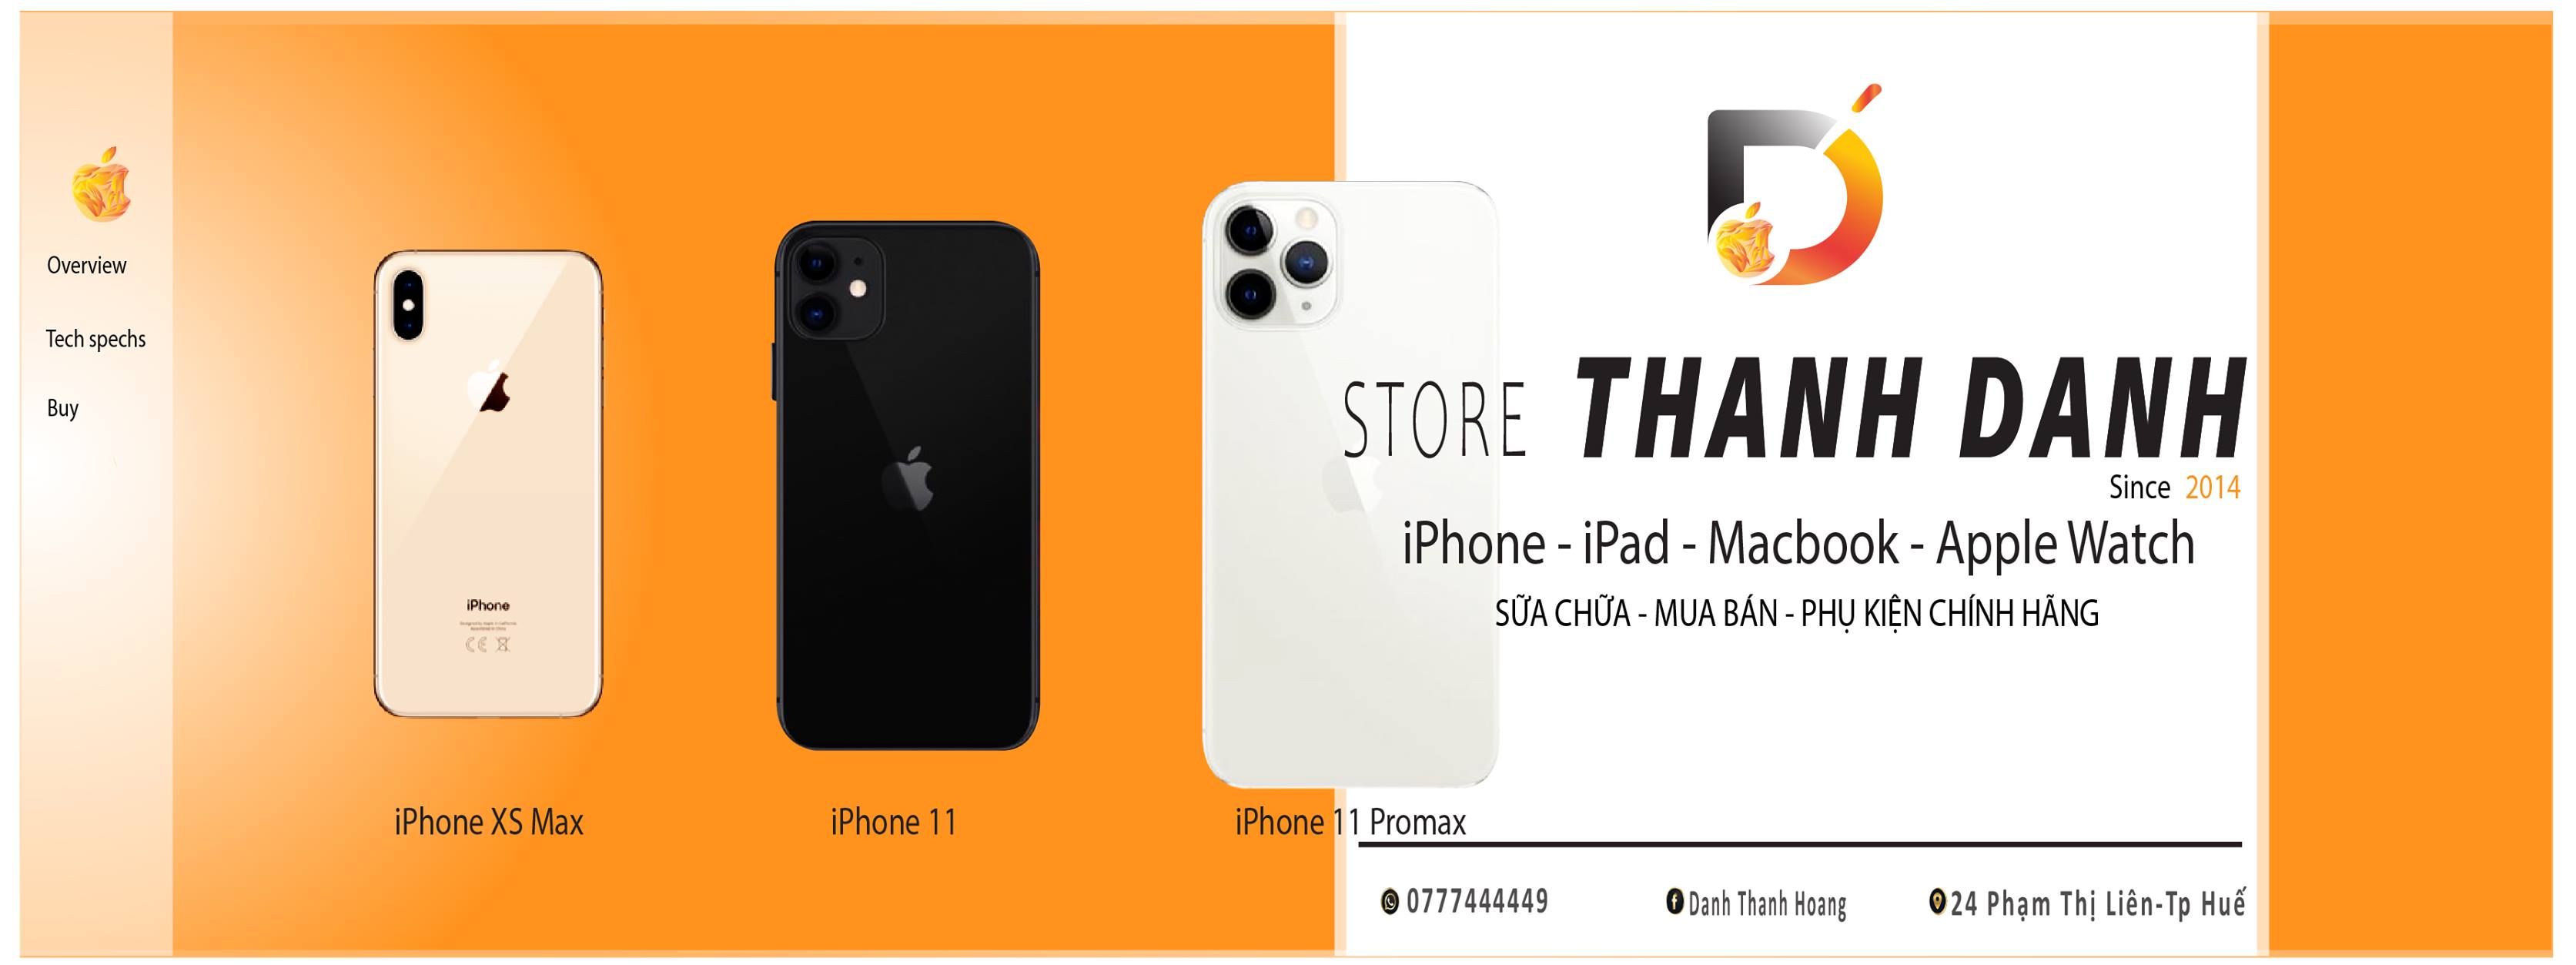 Overview
Tech spechs
Buy
iPhone
iPhone XS Max
iPhone 11
iPhone 11 Promax
STORE THANH DANH
Since 2014
iPhone - iPad - Macbook - Apple Watch
SỮA CHỮA - MUA BÁN - PHỤ KIỆN CHÍNH HÃNG
0777444449
Danh Thanh Hoang
24 Phạm Thị Liên-Tp Huế